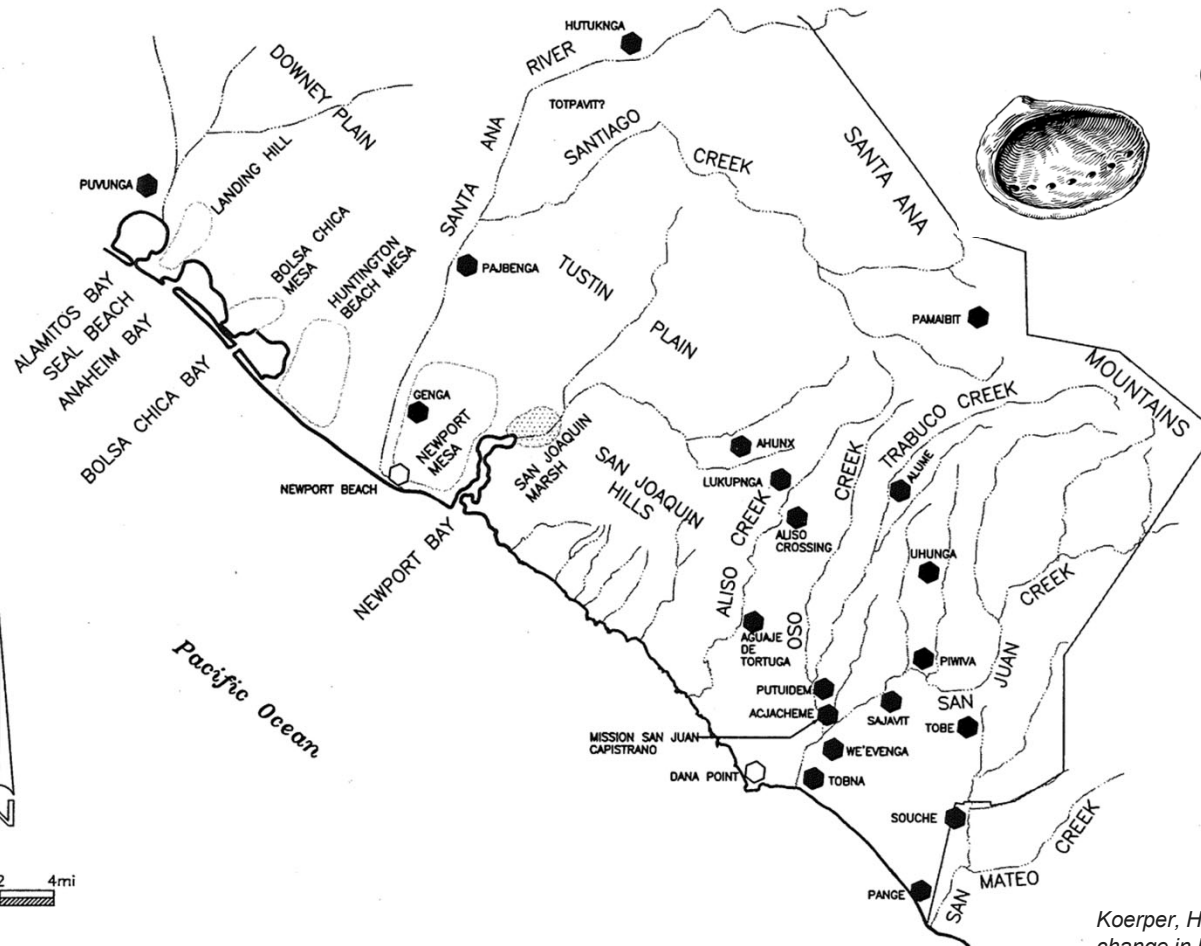 HUTUKNGA
RIVER
DOWNEY PLAIN
TOTPAVIT?
ANA
SANTIAGO
CREEK
SANTA ANA
PUVUNGA
LANDING HILL
SANTA
BOLSA CHICA
MESA
HUNTINGTON
BEACH MESA
PAJBENGA
TUSTIN
PLAIN
PAMAIBIT
ALAMITOS BAY
SEAL BEACH
ANAHEIM BAY
BOLSA CHICA BAY
MOUNTAINS
GENGA
NEWPORT
MESA
NEWPORT BEACH
SAN JOAQUIN
MARSH
SAN JOAQUIN
HILLS
AHUNX
LUKUPNGA
CREEK
TRABUCO CREEK
ALUME
ALISO
CROSSING
NEWPORT BAY
ALISO CREEK
UHUNGA
CREEK
AGUAJE
DE
TORTUGA
OSO
PIWIVA
JUAN
Pacific Ocean
PUTUIDEM
SAN
ACJACHEME
SAJAVIT
TOBE
MISSION SAN JUAN
CAPISTRANO
WE'EVENGA
DANA POINT
TOBNA
SOUCHE
CREEK
MATEO
PANGE
SAN
2 4mi
Koerper, H
change in